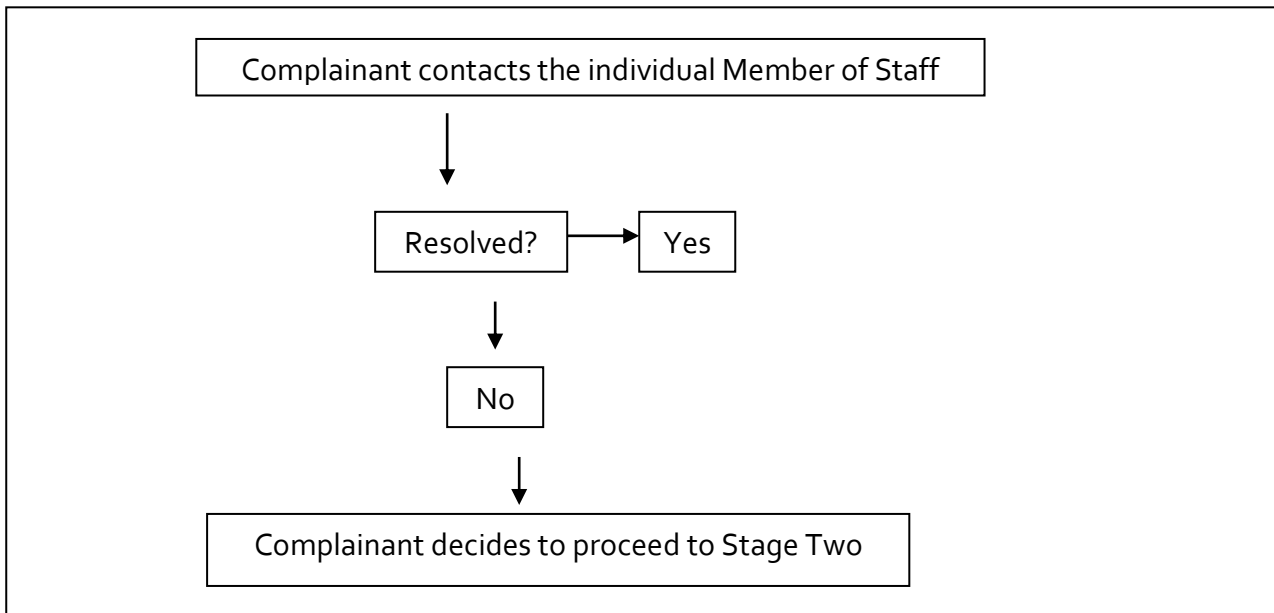 Complainant contacts the individual Member of Staff
Resolved?
Yes
No
Complainant decides to proceed to Stage Two